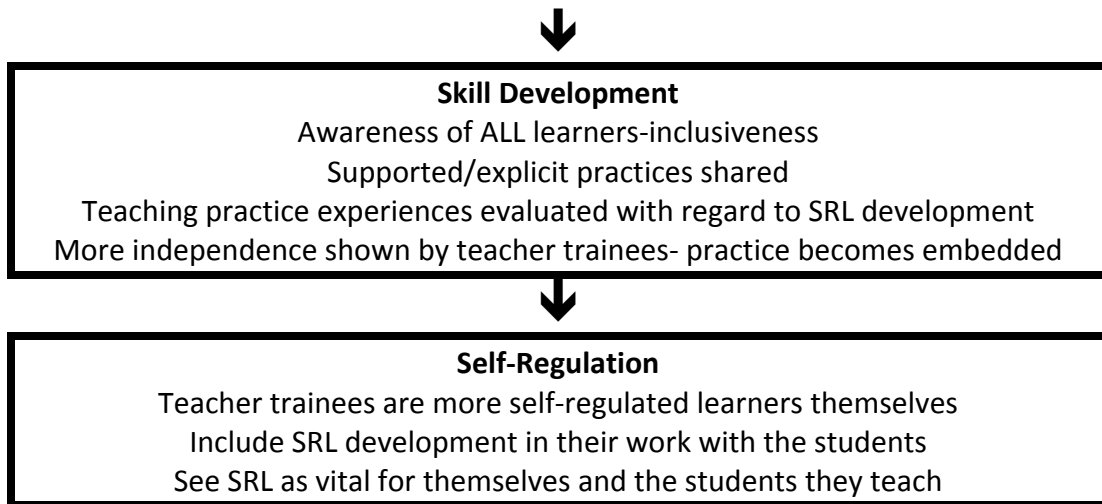 Skill Development
Awareness of ALL learners-inclusiveness
Supported/explicit practices shared
Teaching practice experiences evaluated with regard to SRL development
More independence shown by teacher trainees- practice becomes embedded
Self-Regulation
Teacher trainees are more self-regulated learners themselves
Include SRL development in their work with the students
See SRL as vital for themselves and the students they teach